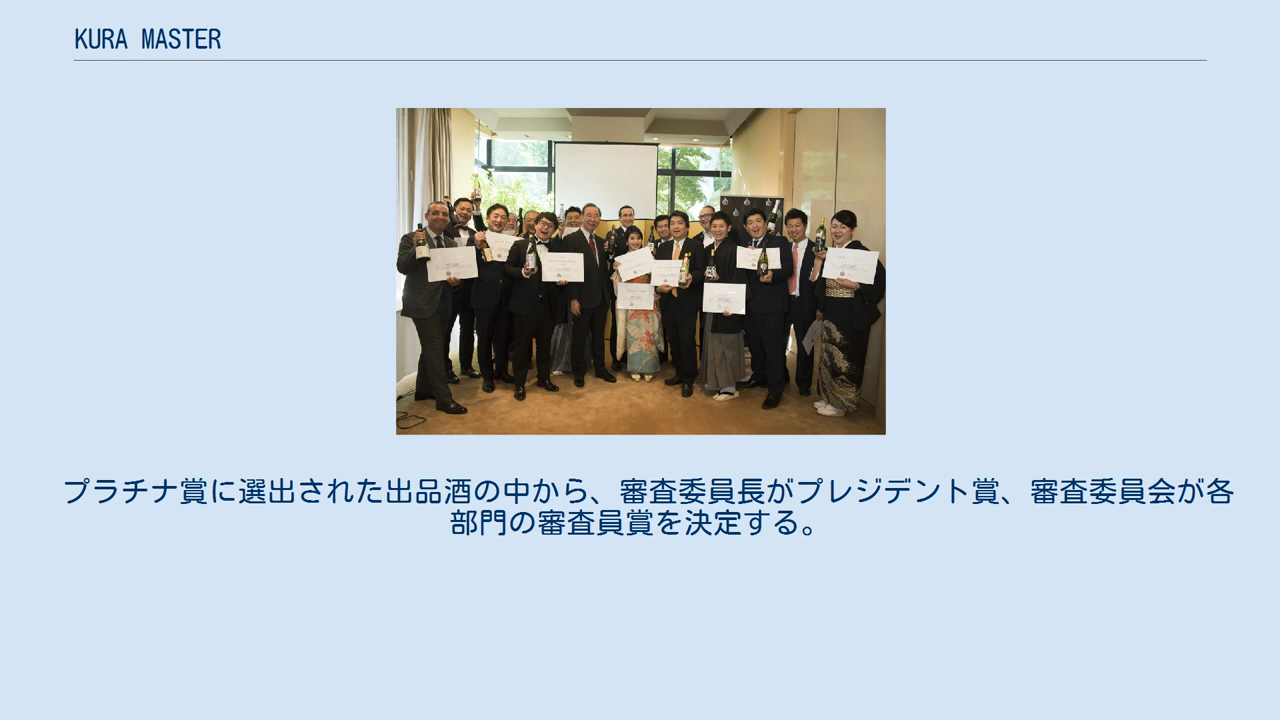 KURA MASTER
プラチナ賞に選出された出品酒の中から、審査委員長がプレジデント賞、審査委員会が各
部門の審査員賞を決定する。